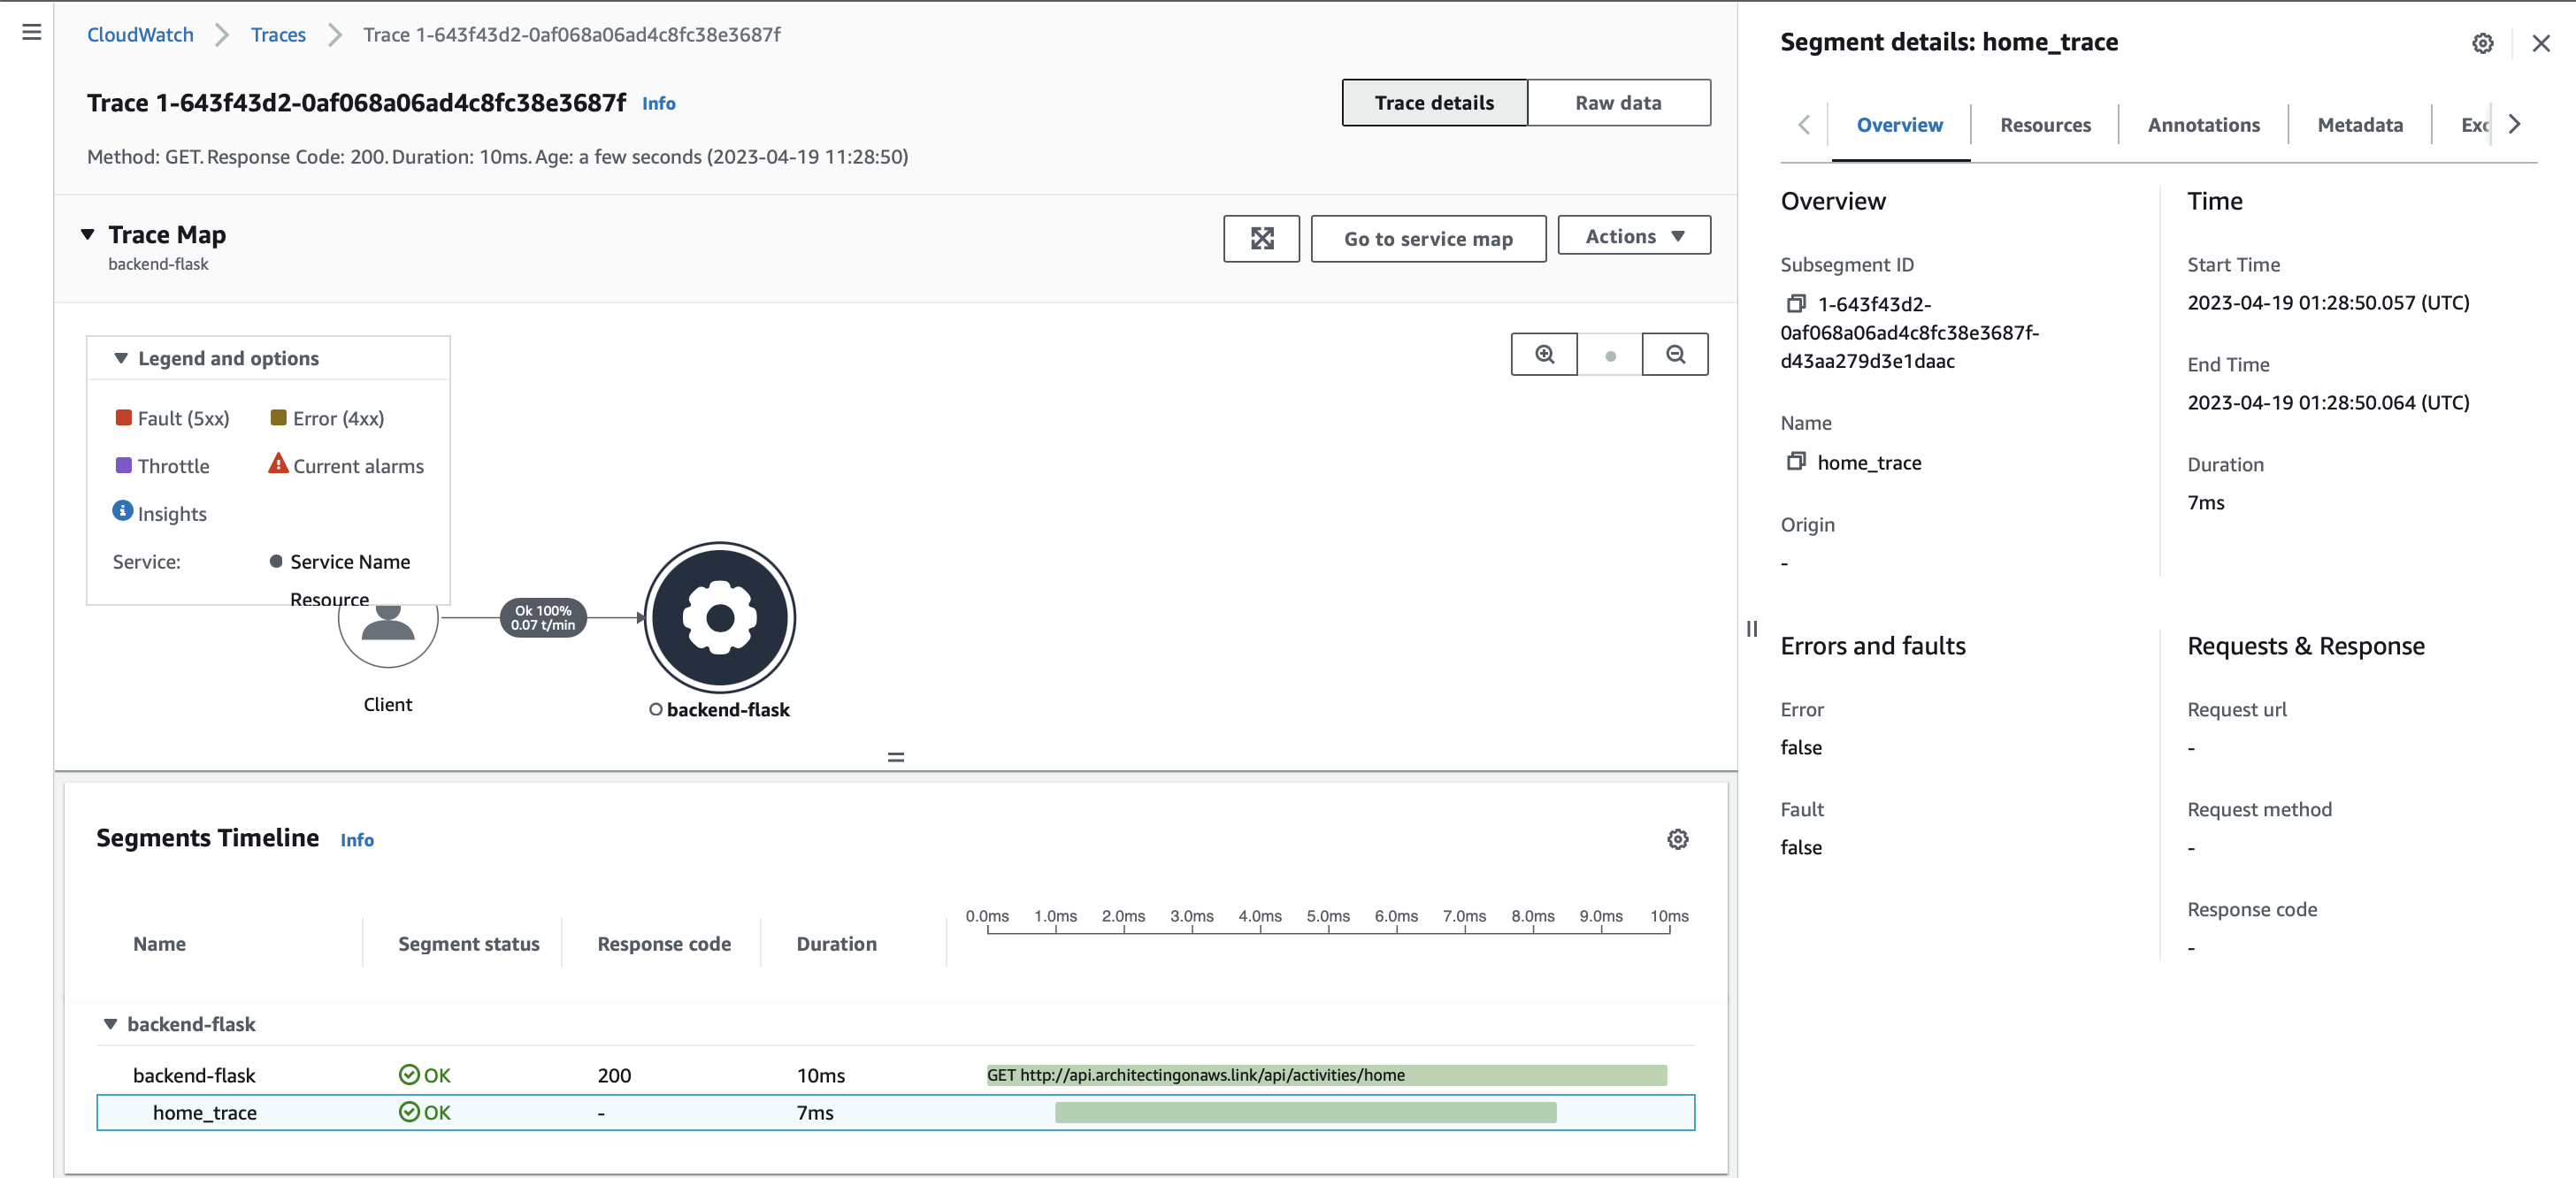 CloudWatch
Traces
Trace 1-643f43d2-0af068a06ad4c8fc38e3687f
Trace 1-643f43d2-0af068a06ad4c8fc38e3687f Info
Trace details
Raw data
Method: GET. Response Code: 200. Duration: 10ms. Age: a few seconds (2023-04-19 11:28:50)
Trace Map
backend-flask
Go to service map
Actions
Legend and options
Fault (5xx)
Error (4xx)
Throttle
Current alarms
Insights
Service:
Service Name
Resource
Ok 100%
0.07 t/min
Client
backend-flask
Segments Timeline Info
0.0ms 1.0ms 2.0ms 3.0ms 4.0ms 5.0ms 6.0ms 7.0ms 8.0ms 9.0ms 10ms
Name Segment status Response code Duration
backend-flask
backend-flask OK 200 10ms GET http://api.architectingonaws.link/api/activities/home
home_trace OK - 7ms
Segment details: home_trace
Overview Resources Annotations Metadata Exc
Overview
Subsegment ID
1-643f43d2-
0af068a06ad4c8fc38e3687f-
d43aa279d3e1daac
Name
home_trace
Origin
-
Time
Start Time
2023-04-19 01:28:50.057 (UTC)
End Time
2023-04-19 01:28:50.064 (UTC)
Duration
7ms
Errors and faults
Error
false
Fault
false
Requests & Response
Request url
-
Request method
-
Response code
-